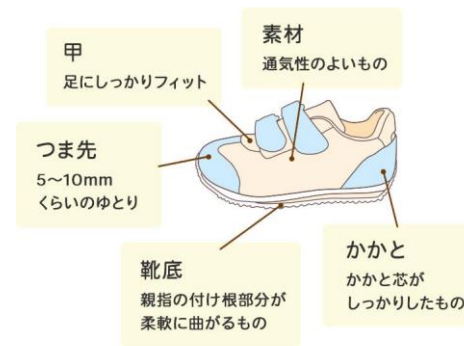 甲
足にしっかりフィット
素材
通気性のよいもの
つま先
5〜10mm
くらいのゆとり
靴底
親指の付け根部分が
柔軟に曲がるもの
かかと
かかと芯が
しっかりしたもの